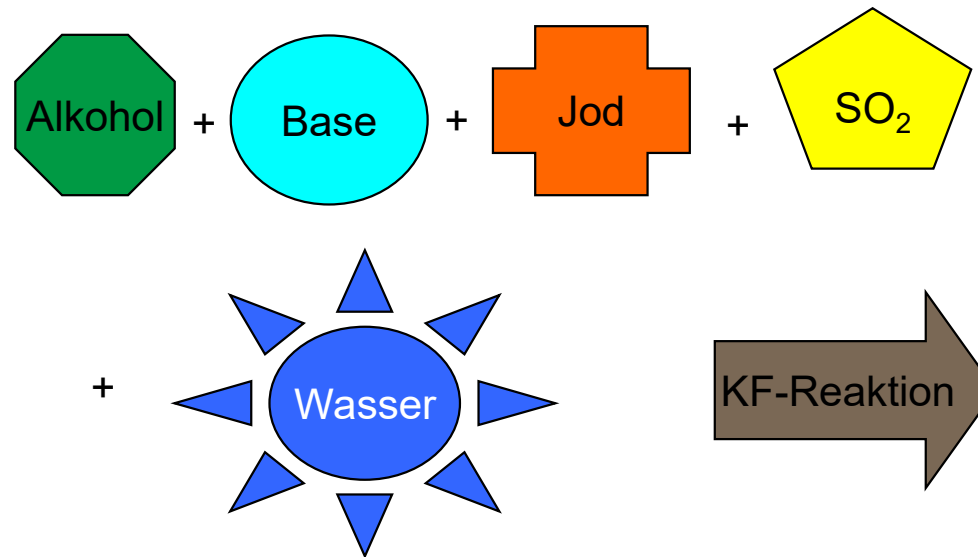 Alkohol + Base + Jod + SO₂
+ Wasser KF-Reaktion